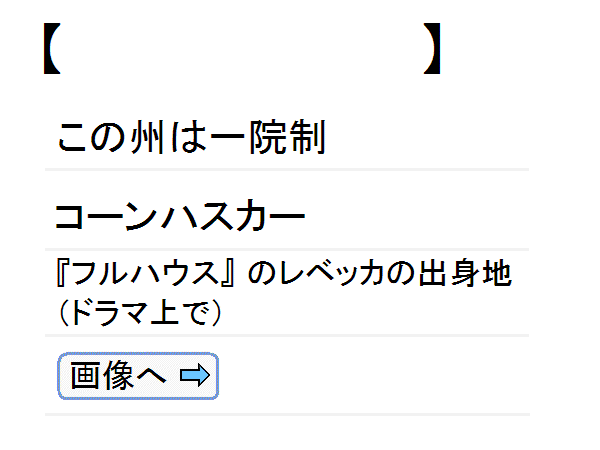 【 】
この州は一院制
コーンハスカー
『フルハウス』のレベッカの出身地
(ドラマ上で)
画像へ ⇨